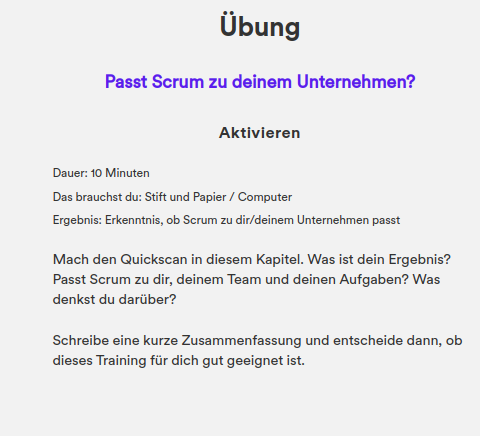 Übung
Passt Scrum zu deinem Unternehmen?
Aktivieren
Dauer: 10 Minuten
Das brauchst du: Stift und Papier / Computer
Ergebnis: Erkenntnis, ob Scrum zu dir/deinem Unternehmen passt
Mach den Quickscan in diesem Kapitel. Was ist dein Ergebnis?
Passt Scrum zu dir, deinem Team und deinen Aufgaben? Was
denkst du darüber?
Schreibe eine kurze Zusammenfassung und entscheide dann, ob
dieses Training für dich gut geeignet ist.